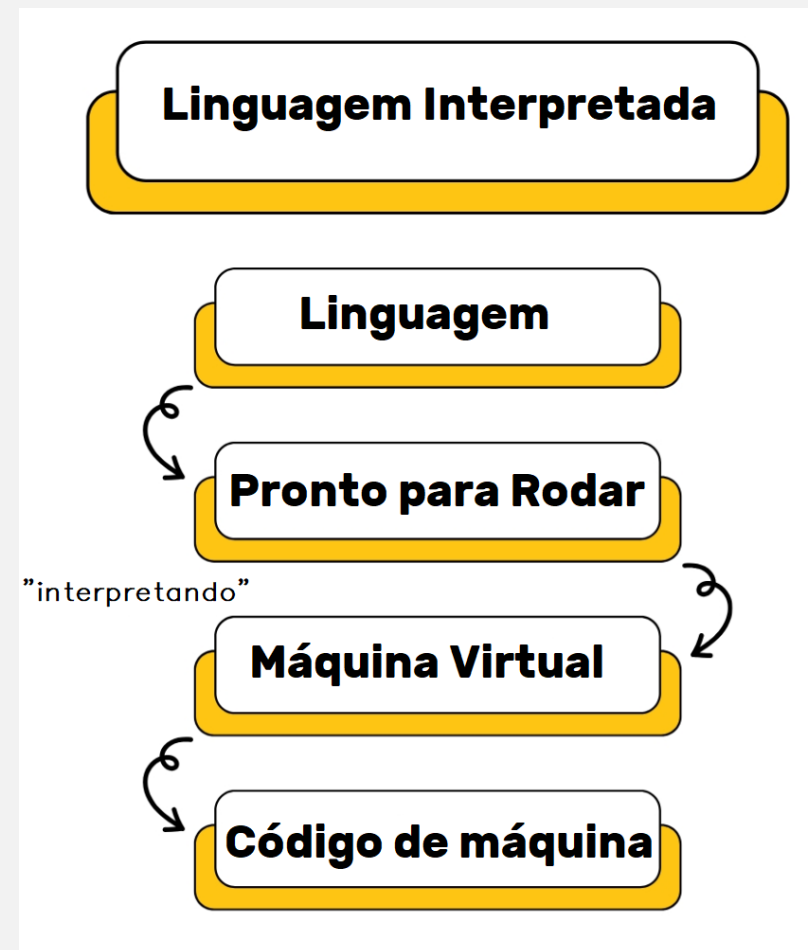 Linguagem Interpretada
Linguagem
Pronto para Rodar
”interpretando”
Máquina Virtual
Código de máquina